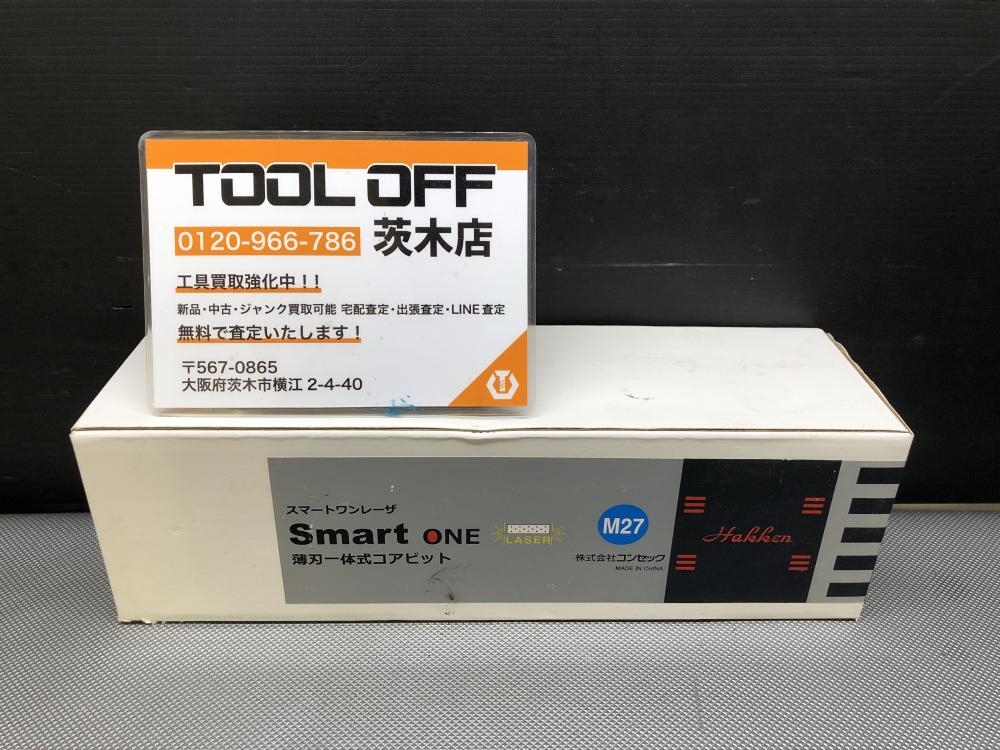 TOOL OFF
0120-966-786 茨木店
工具買取強化中！！
新品・中古・ジャンク買取可能 宅配査定・出張査定・LINE査定
無料で査定いたします！
〒567-0865
大阪府茨木市横江 2-4-40
スマートワンレーザ
Smart ONE
LASER
薄刃一体式コアビット
M27
株式会社コンセック
MADE IN CHINA
Hakken